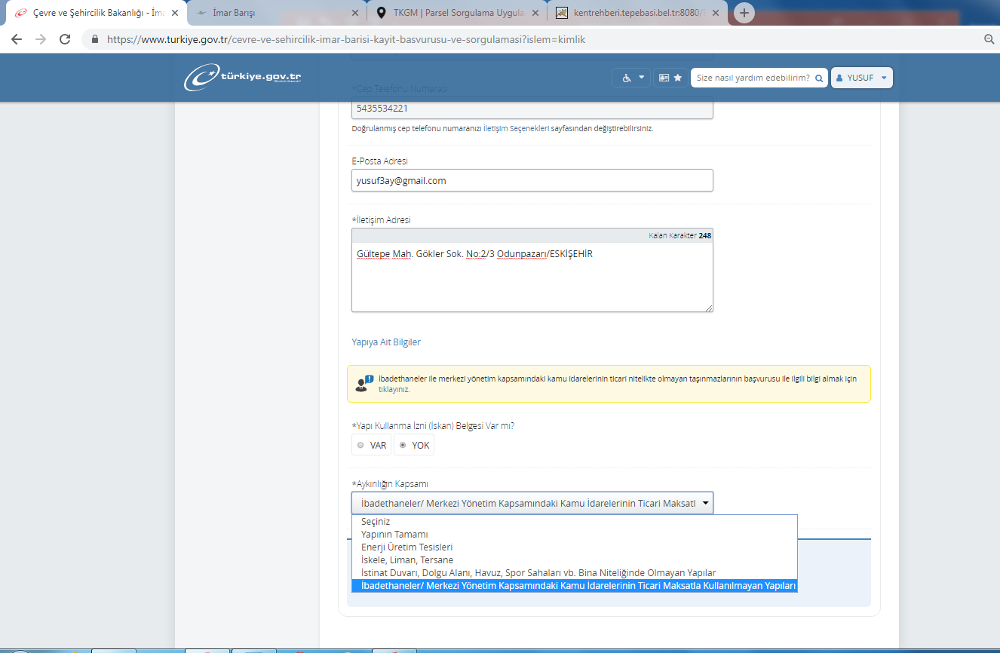 Çevre ve Şehircilik Bakanlığı - İma
İmar Barışı
TKGM | Parsel Sorgulama Uygula
kentrehberi.tepebasi.bel.tr:8080/
https://www.turkiye.gov.tr/cevre-ve-sehircilik-imar-barisi-kayit-basvurusu-ve-sorgulamasi?islem=kimlik
türkiye.gov.tr
Size nasıl yardım edebilirim?
YUSUF
*Cep Telefonu Numarası
5435534221
Doğrulanmış cep telefonu numaranızı İletişim Seçenekleri sayfasından değiştirebilirsiniz.
E-Posta Adresi
yusuf3ay@gmail.com
*İletişim Adresi
Kalan Karakter 248
Gültepe Mah. Gökler Sok. No:2/3 Odunpazarı/ESKİŞEHİR
Yapıya Ait Bilgiler
İbadethaneler ile merkezi yönetim kapsamındaki kamu idarelerinin ticari nitelikte olmayan taşınmazlarının başvurusu ile ilgili bilgi almak için
tıklayınız.
*Yapı Kullanma İzni (İskan) Belgesi Var mı?
VAR
YOK
*Aykırılığın Kapsamı
İbadethaneler/ Merkezi Yönetim Kapsamındaki Kamu İdarelerinin Ticari Maksatl
Seçiniz
Yapının Tamamı
Enerji Üretim Tesisleri
İskele, Liman, Tersane
İstinat Duvarı, Dolgu Alanı, Havuz, Spor Sahaları vb. Bina Niteliğinde Olmayan Yapılar
İbadethaneler/ Merkezi Yönetim Kapsamındaki Kamu İdarelerinin Ticari Maksatla Kullanılmayan Yapıları